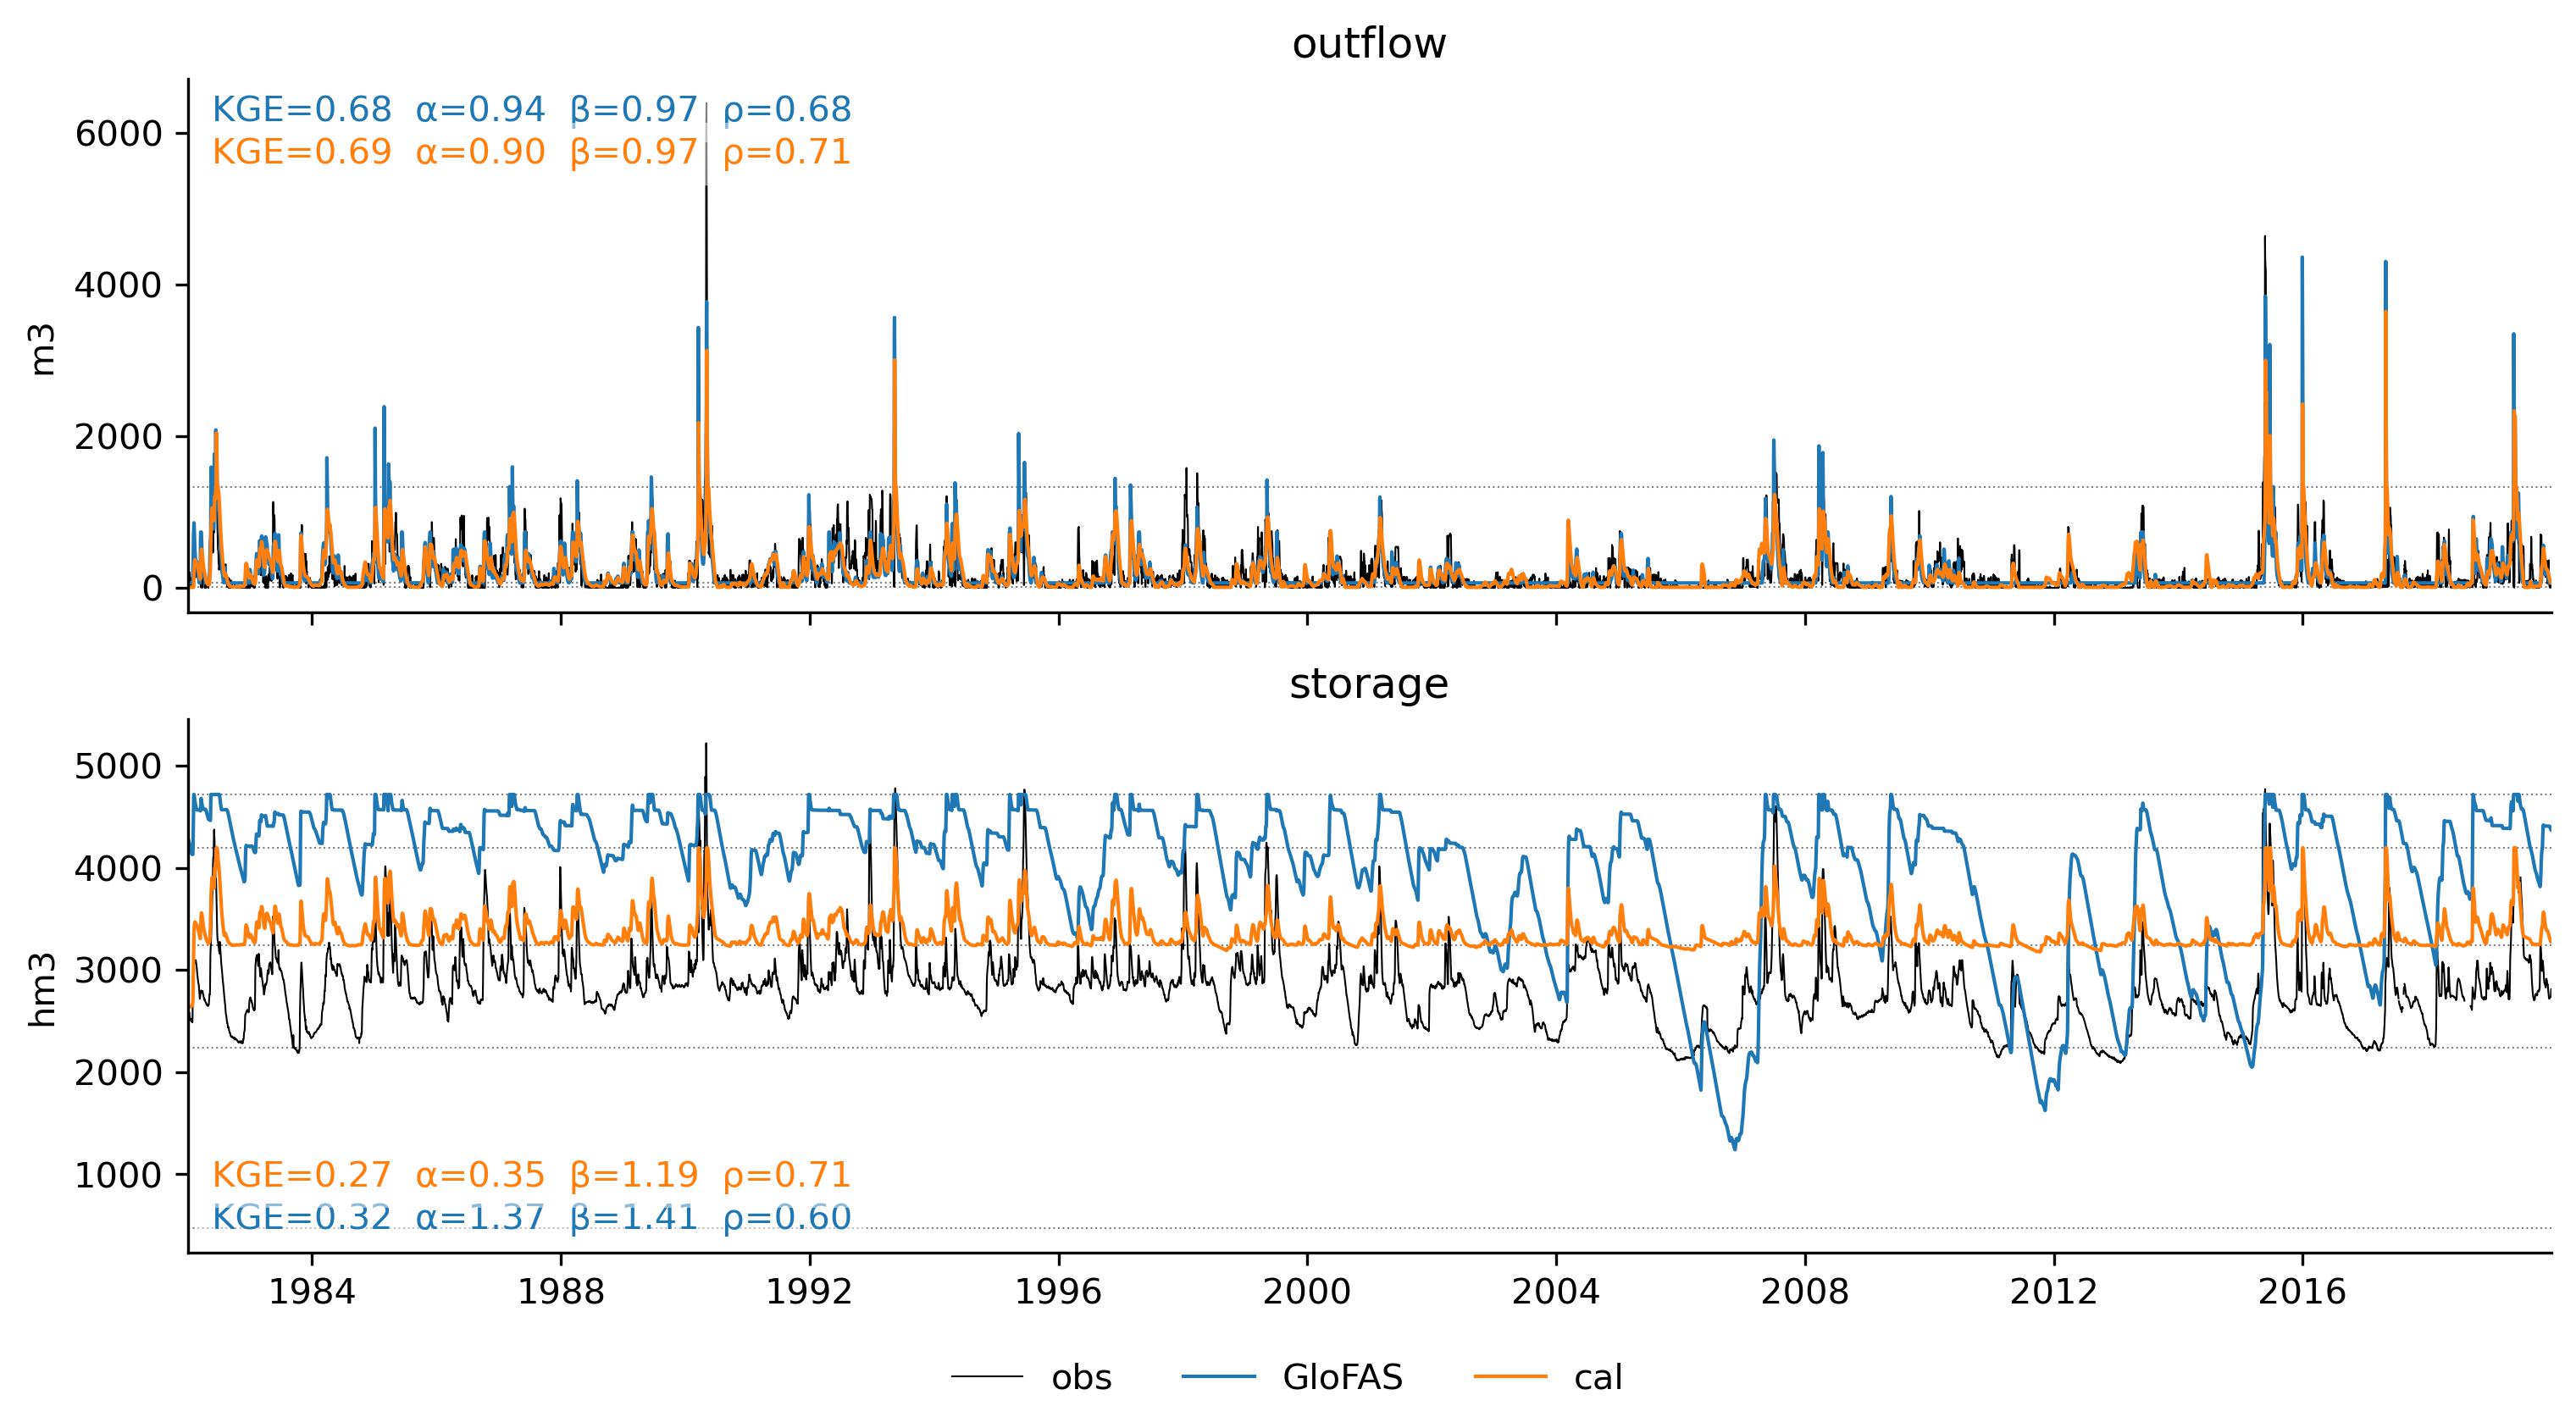 outflow
KGE=0.68 α=0.94 β=0.97 ρ=0.68
KGE=0.69 α=0.90 β=0.97 ρ=0.71
6000
4000
2000
0
m3
storage
5000
4000
3000
2000
1000
hm3
KGE=0.27 α=0.35 β=1.19 ρ=0.71
KGE=0.32 α=1.37 β=1.41 ρ=0.60
1984 1988 1992 1996 2000 2004 2008 2012 2016
obs GloFAS cal